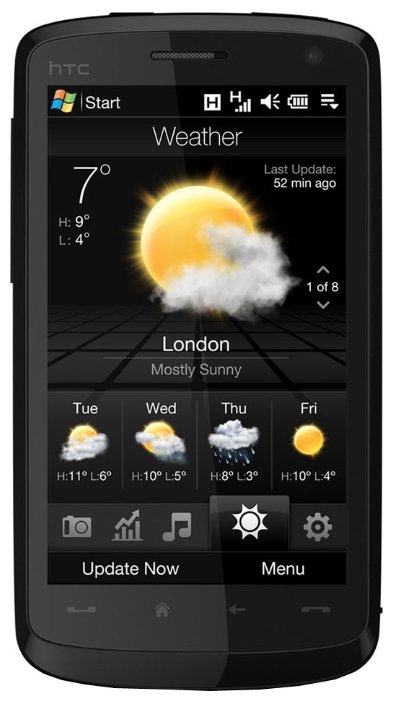 hTC
Start
Weather
7°
Last Update:
52 min ago
H: 9°
L: 4°
1 of 8
London
Mostly Sunny
Tue Wed Thu Fri
H:11° L:6° H:10° L:5° H:8° L:3° H:10° L:4°
Update Now Menu